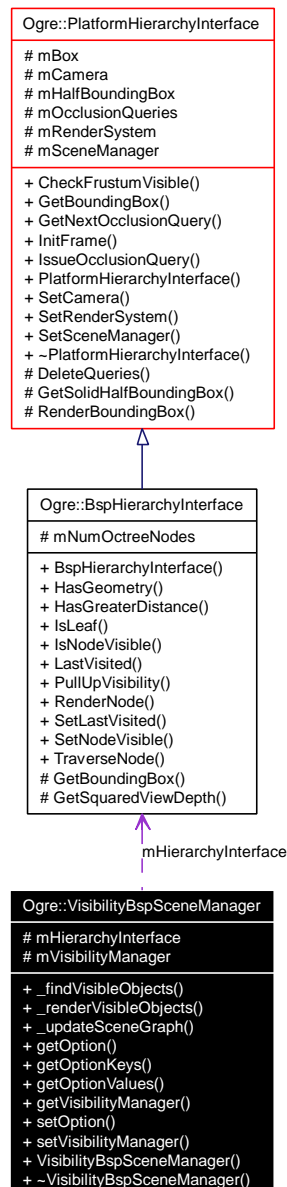 Ogre::PlatformHierarchyInterface
# mBox
# mCamera
# mHalfBoundingBox
# mOcclusionQueries
# mRenderSystem
# mSceneManager
+ CheckFrustumVisible()
+ GetBoundingBox()
+ GetNextOcclusionQuery()
+ InitFrame()
+ IssueOcclusionQuery()
+ PlatformHierarchyInterface()
+ SetCamera()
+ SetRenderSystem()
+ SetSceneManager()
+ ~PlatformHierarchyInterface()
# DeleteQueries()
# GetSolidHalfBoundingBox()
# RenderBoundingBox()
Ogre::BspHierarchyInterface
# mNumOctreeNodes
+ BspHierarchyInterface()
+ HasGeometry()
+ HasGreaterDistance()
+ IsLeaf()
+ IsNodeVisible()
+ LastVisited()
+ PullUpVisibility()
+ RenderNode()
+ SetLastVisited()
+ SetNodeVisible()
+ TraverseNode()
# GetBoundingBox()
# GetSquaredViewDepth()
mHierarchyInterface
Ogre::VisibilityBspSceneManager
# mHierarchyInterface
# mVisibilityManager
+ _findVisibleObjects()
+ _renderVisibleObjects()
+ _updateSceneGraph()
+ getOption()
+ getOptionKeys()
+ getOptionValues()
+ getVisibilityManager()
+ setOption()
+ setVisibilityManager()
+ VisibilityBspSceneManager()
+ ~VisibilityBspSceneManager()